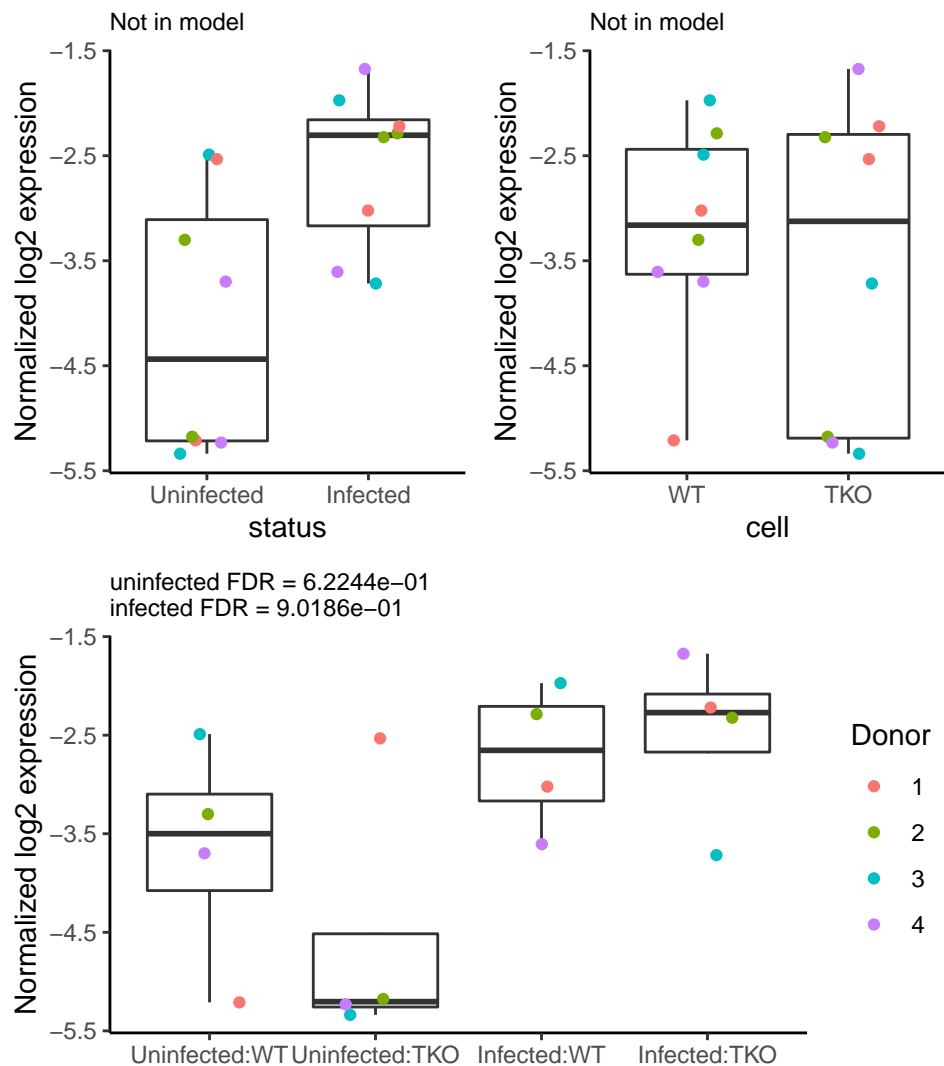 Not in model
Normalized log2 expression
−1.5
−2.5
−3.5
−4.5
−5.5
Uninfected Infected
status
Not in model
Normalized log2 expression
−1.5
−2.5
−3.5
−4.5
−5.5
WT TKO
cell
uninfected FDR = 6.2244e−01
infected FDR = 9.0186e−01
Normalized log2 expression
−1.5
−2.5
−3.5
−4.5
−5.5
Uninfected:WT Uninfected:TKO Infected:WT Infected:TKO
Donor
1
2
3
4